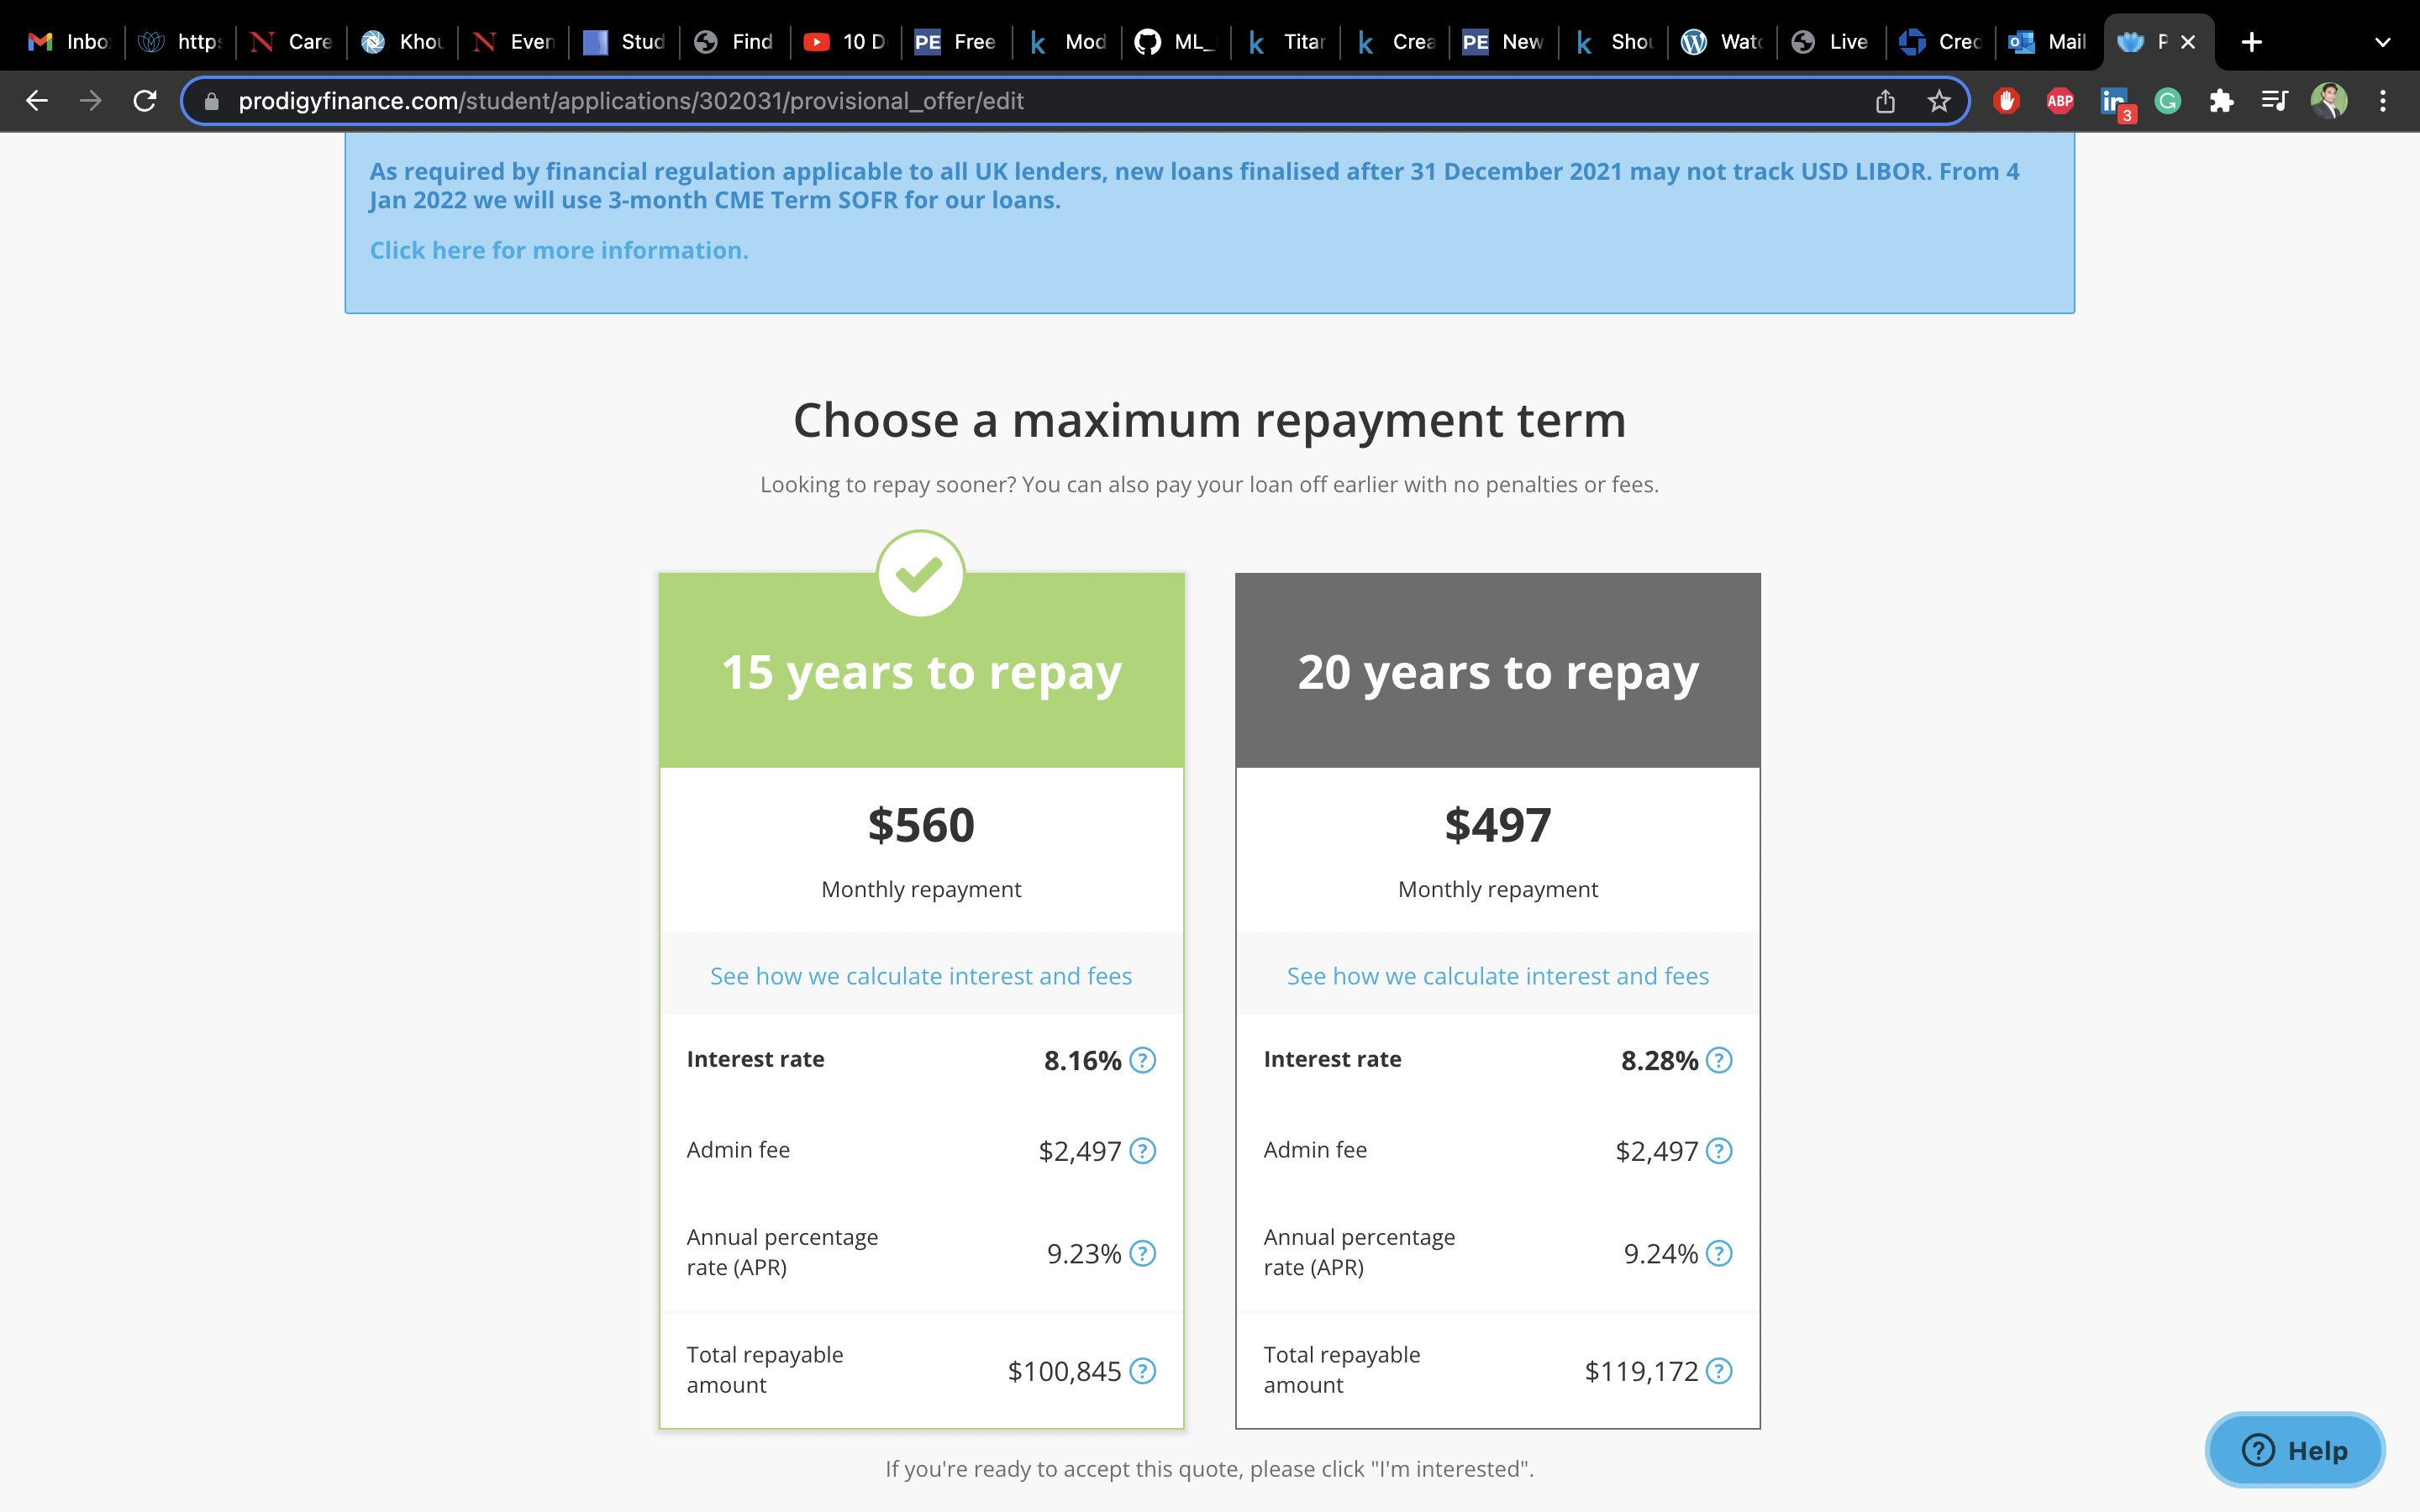 Inbo
https
Care
Khou
Even
Stud
Find
10 D
PE Free
k Mod
ML_
k Titan
k Crea
PE New
k Shou
Watc
Live
Cred
Mail
P
prodigyfinance.com/student/applications/302031/provisional_offer/edit
ABP
in 3
As required by financial regulation applicable to all UK lenders, new loans finalised after 31 December 2021 may not track USD LIBOR. From 4
Jan 2022 we will use 3-month CME Term SOFR for our loans.
Click here for more information.
Choose a maximum repayment term
Looking to repay sooner? You can also pay your loan off earlier with no penalties or fees.
15 years to repay
$560
Monthly repayment
See how we calculate interest and fees
Interest rate 8.16% ?
Admin fee $2,497 ?
Annual percentage
rate (APR) 9.23% ?
Total repayable
amount $100,845 ?
20 years to repay
$497
Monthly repayment
See how we calculate interest and fees
Interest rate 8.28% ?
Admin fee $2,497 ?
Annual percentage
rate (APR) 9.24% ?
Total repayable
amount $119,172 ?
If you're ready to accept this quote, please click "I'm interested".
? Help